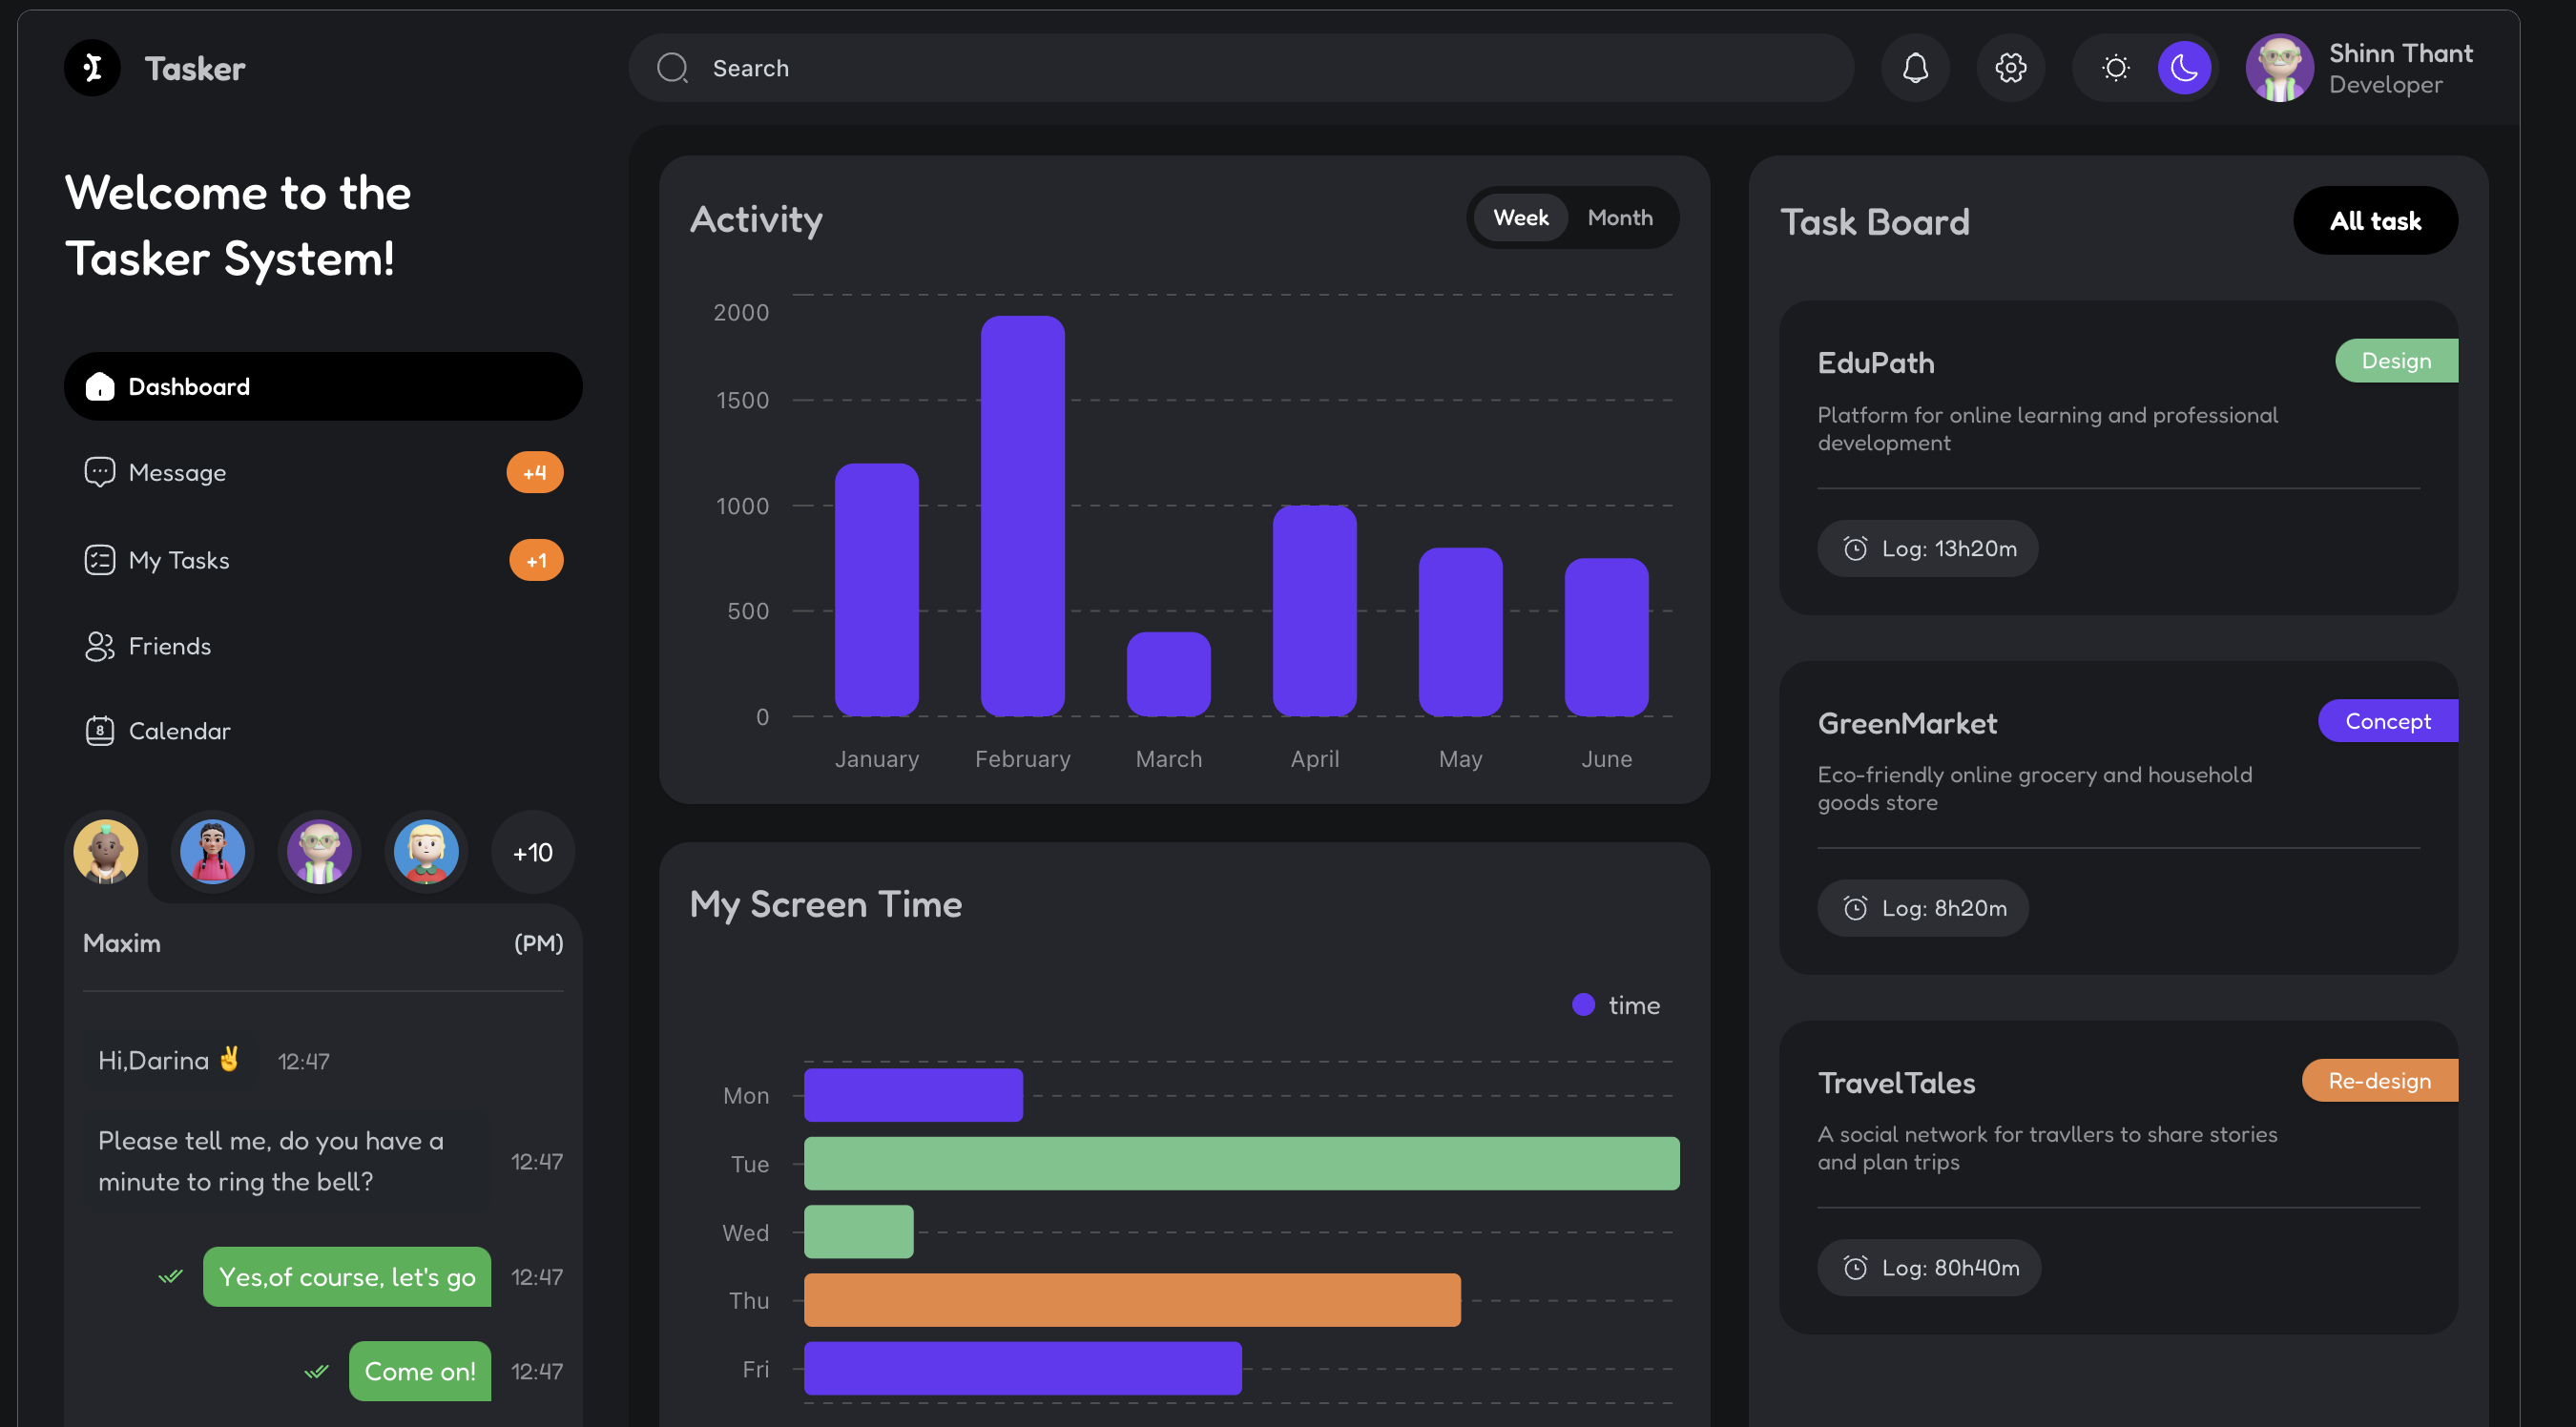 Tasker
Search
Shinn Thant
Developer
Welcome to the
Tasker System!
Dashboard
Message
+4
My Tasks
+1
Friends
8
Calendar
+10
Maxim
(PM)
Hi,Darina ✌️
12:47
Please tell me, do you have a
minute to ring the bell?
12:47
Yes,of course, let's go
12:47
Come on!
12:47
Activity
Week
Month
2000
1500
1000
500
0
January
February
March
April
May
June
My Screen Time
time
Mon
Tue
Wed
Thu
Fri
Task Board
All task
EduPath
Design
Platform for online learning and professional
development
Log: 13h20m
GreenMarket
Concept
Eco-friendly online grocery and household
goods store
Log: 8h20m
TravelTales
Re-design
A social network for travllers to share stories
and plan trips
Log: 80h40m